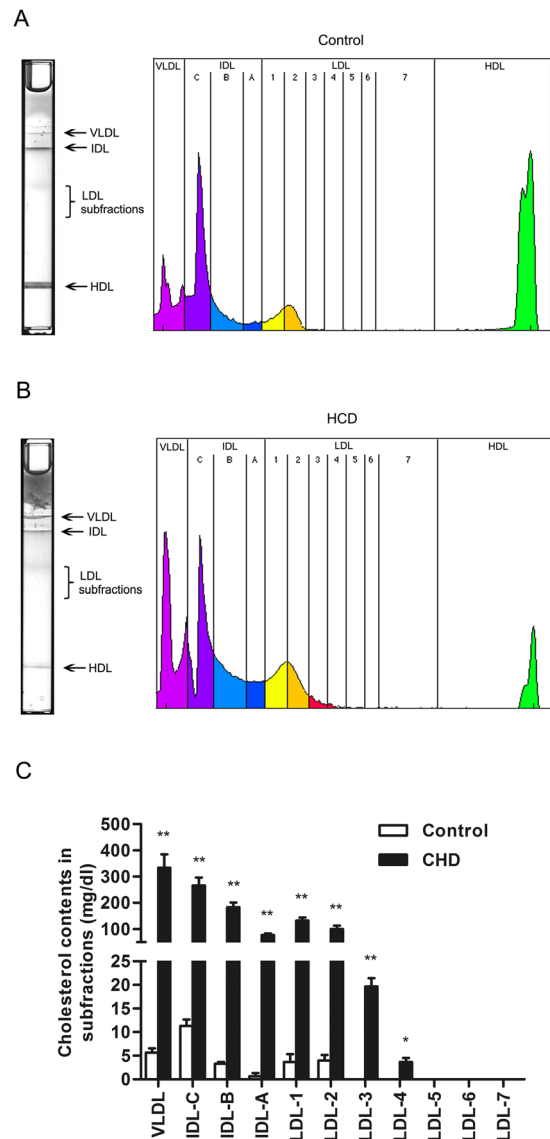 A
Control
VLDL IDL LDL HDL
C B A 1 2 3 4 5 6 7
VLDL
IDL
LDL
subfractions
HDL
B
HCD
VLDL IDL LDL HDL
C B A 1 2 3 4 5 6 7
VLDL
IDL
LDL
subfractions
HDL
C
Cholesterol contents in
subfractions (mg/dl)
500
400
300
200
100
25
20
15
10
5
0
** ** ** ** ** ** ** *
Control
CHD
VLDL
IDL-C
IDL-B
IDL-A
LDL-1
LDL-2
LDL-3
LDL-4
LDL-5
LDL-6
LDL-7